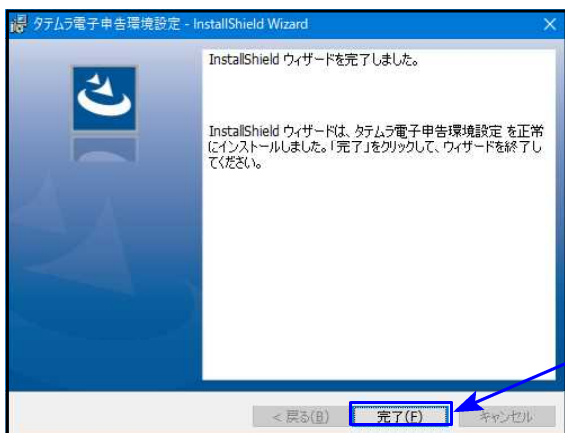 タテムラ電子申告環境設定 - InstallShield Wizard
InstallShield ウィザードを完了しました。
InstallShield ウィザードは、タテムラ電子申告環境設定 を正常
にインストールしました。「完了」をクリックして、ウィザードを終了し
てください。
< 戻る(B) 完了(F) キャンセル